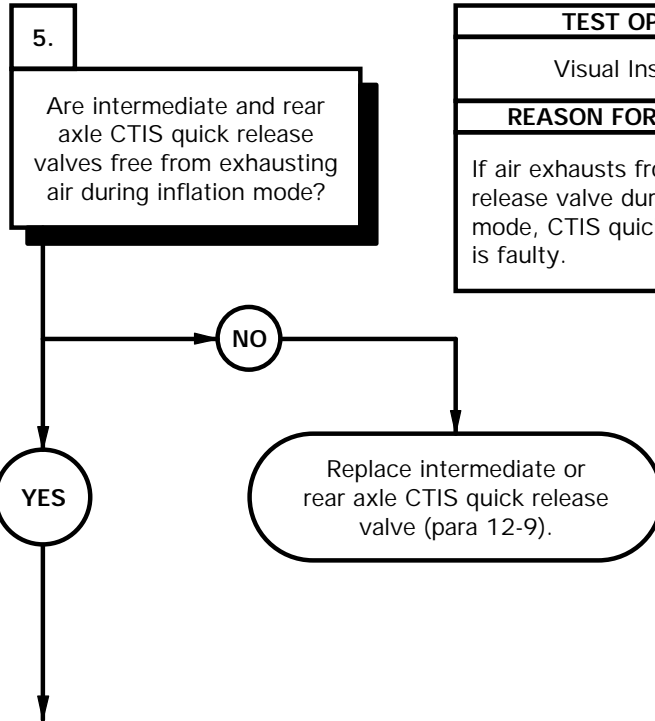 5.
Are intermediate and rear
axle CTIS quick release
valves free from exhausting
air during inflation mode?
NO
YES
Replace intermediate or
rear axle CTIS quick release
valve (para 12-9).
TEST OP
Visual Ins
REASON FOR
If air exhausts fro
release valve dur
mode, CTIS quic
is faulty.